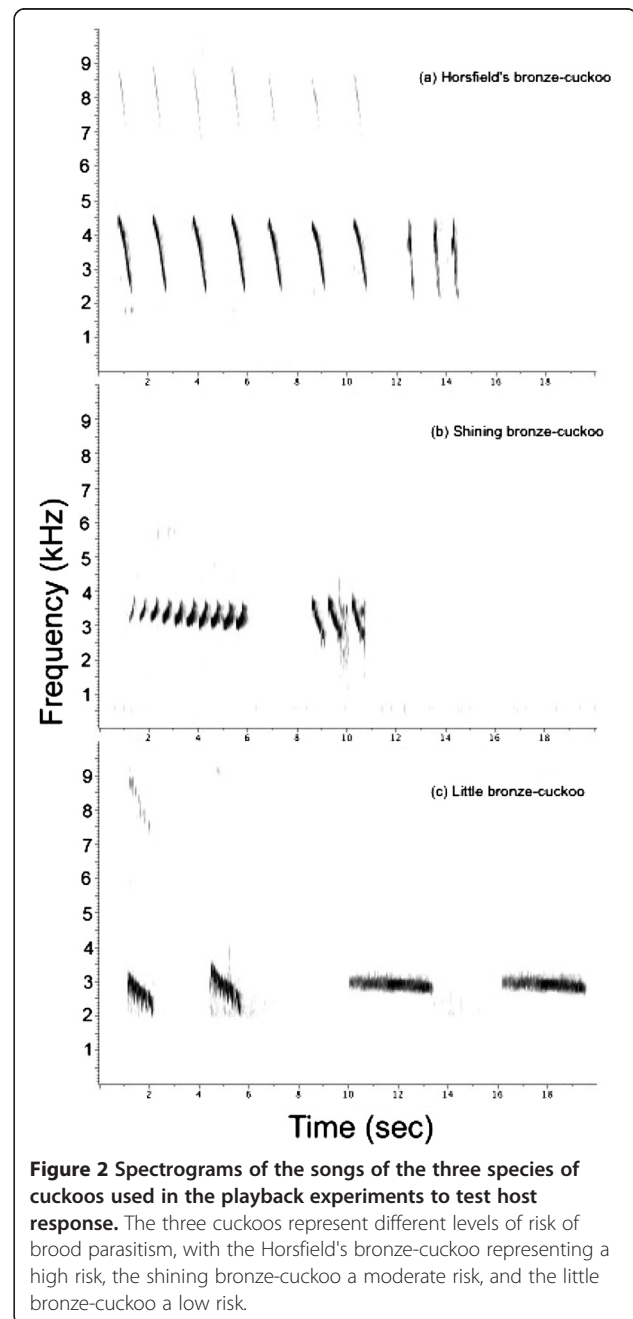 9
(a) Horsfield's bronze-cuckoo
8
7
6
5
4
3
2
1
2 4 6 8 10 12 14 16 18
9
(b) Shining bronze-cuckoo
8
7
6
5
4
3
2
1
2 4 6 8 10 12 14 16 18
Frequency (kHz)
9
(c) Little bronze-cuckoo
8
7
6
5
4
3
2
1
2 4 6 8 10 12 14 16 18
Time (sec)
Figure 2 Spectrograms of the songs of the three species of
cuckoos used in the playback experiments to test host
response. The three cuckoos represent different levels of risk of
brood parasitism, with the Horsfield's bronze-cuckoo representing a
high risk, the shining bronze-cuckoo a moderate risk, and the little
bronze-cuckoo a low risk.